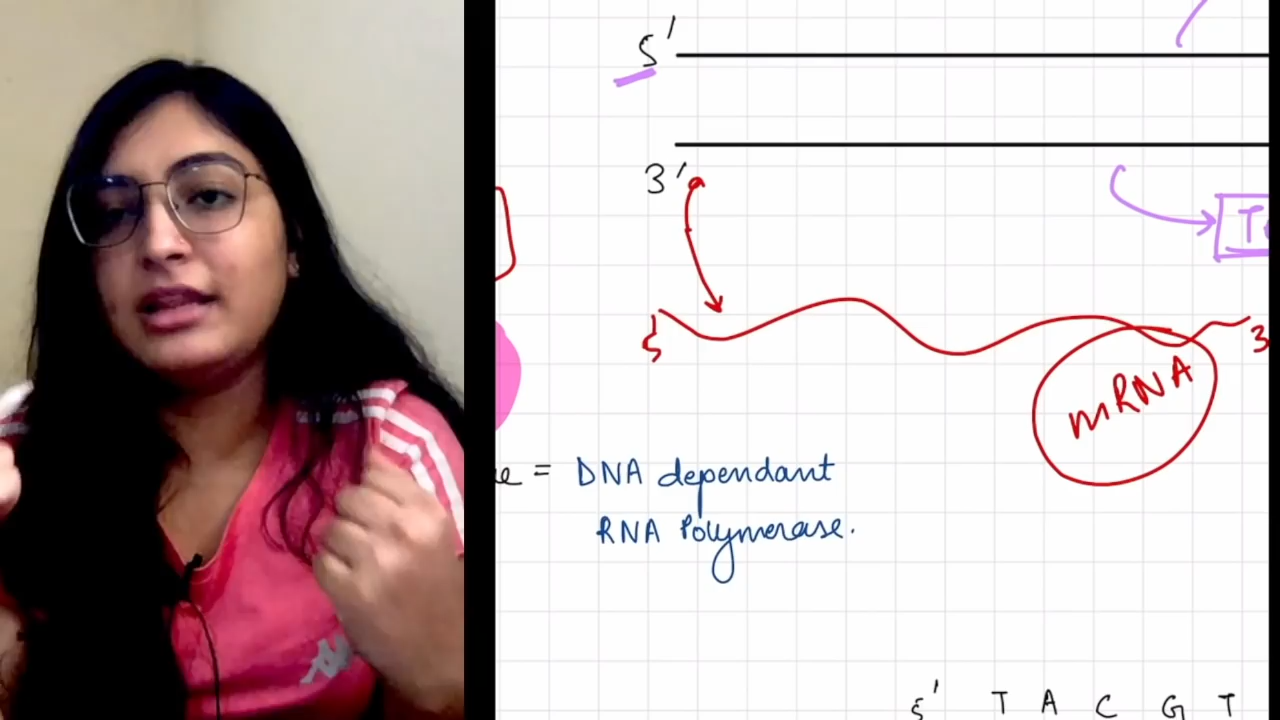 5'
3'
5
3
mRNA
= DNA dependant
RNA Polymerase.
5' T A C G T